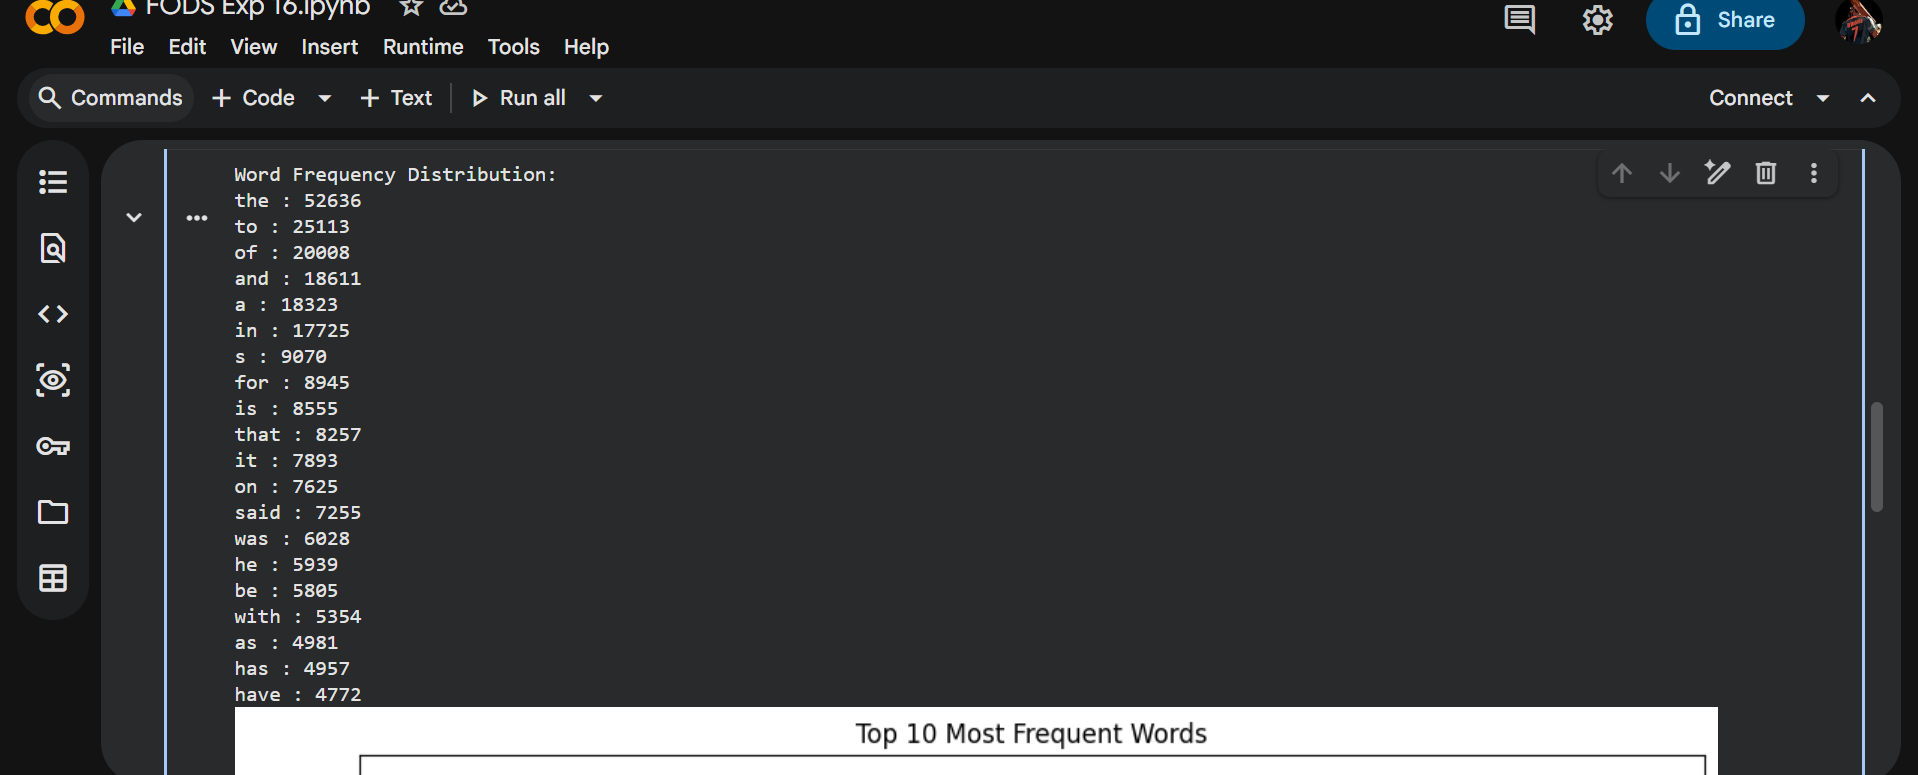 FODS Exp 16.ipynb
File Edit View Insert Runtime Tools Help
Share
Commands + Code + Text Run all
Connect
Word Frequency Distribution:
the : 52636
to : 25113
of : 20008
and : 18611
a : 18323
in : 17725
s : 9070
for : 8945
is : 8555
that : 8257
it : 7893
on : 7625
said : 7255
was : 6028
he : 5939
be : 5805
with : 5354
as : 4981
has : 4957
have : 4772
Top 10 Most Frequent Words